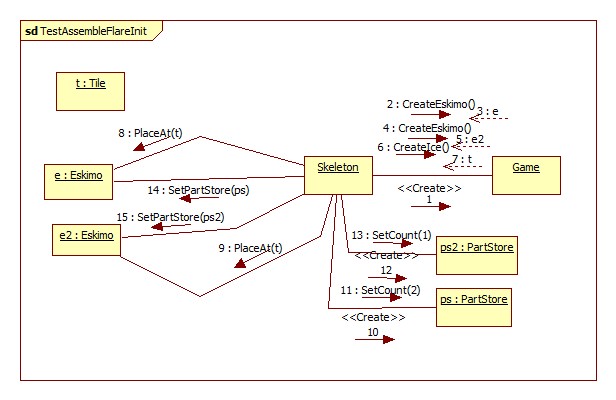 sd TestAssembleFlareInit
t : Tile
2 : CreateEskimo()
3 : e
4 : CreateEskimo()
5 : e2
6 : CreateIce()
7 : t
8 : PlaceAt(t)
e : Eskimo
Skeleton
Game
14 : SetPartStore(ps)
<<Create>>
1
15 : SetPartStore(ps2)
e2 : Eskimo
9 : PlaceAt(t)
13 : SetCount(1)
ps2 : PartStore
<<Create>>
12
11 : SetCount(2)
ps : PartStore
<<Create>>
10